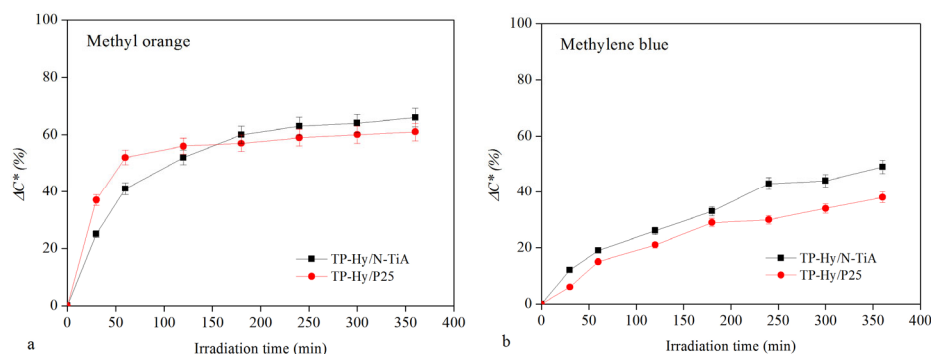 Methyl orange
ΔC* (%)
100
80
60
40
20
0
TP-Hy/N-TiA
TP-Hy/P25
0 50 100 150 200 250 300 350 400
Irradiation time (min)
a
Methylene blue
ΔC* (%)
100
80
60
40
20
0
TP-Hy/N-TiA
TP-Hy/P25
0 50 100 150 200 250 300 350 400
Irradiation time (min)
b